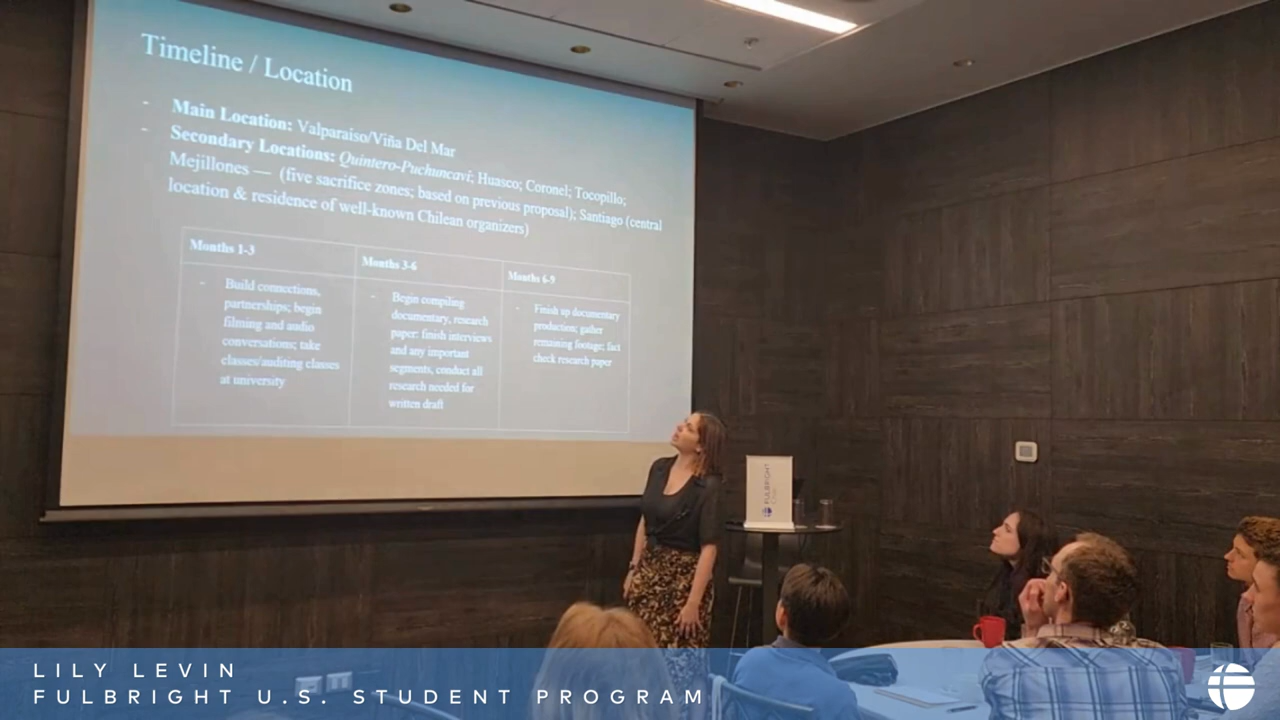 Timeline / Location
- Main Location: Valparaiso/Viña Del Mar
- Secondary Locations: Quintero-Puchuncaví; Huasco; Coronel; Tocopillo;
Mejillones — (five sacrifice zones; based on previous proposal); Santiago (central
location & residence of well-known Chilean organizers)
Months 1-3
- Build connections,
partnerships; begin
filming and audio
conversations; take
classes/auditing classes
at university
Months 3-6
- Begin compiling
documentary, research
paper: finish interviews
and any important
segments, conduct all
research needed for
written draft
Months 6-9
- Finish up documentary
production; gather
remaining footage; fact
check research paper
FULBRIGHT
LILY LEVIN
FULBRIGHT U.S. STUDENT PROGRAM